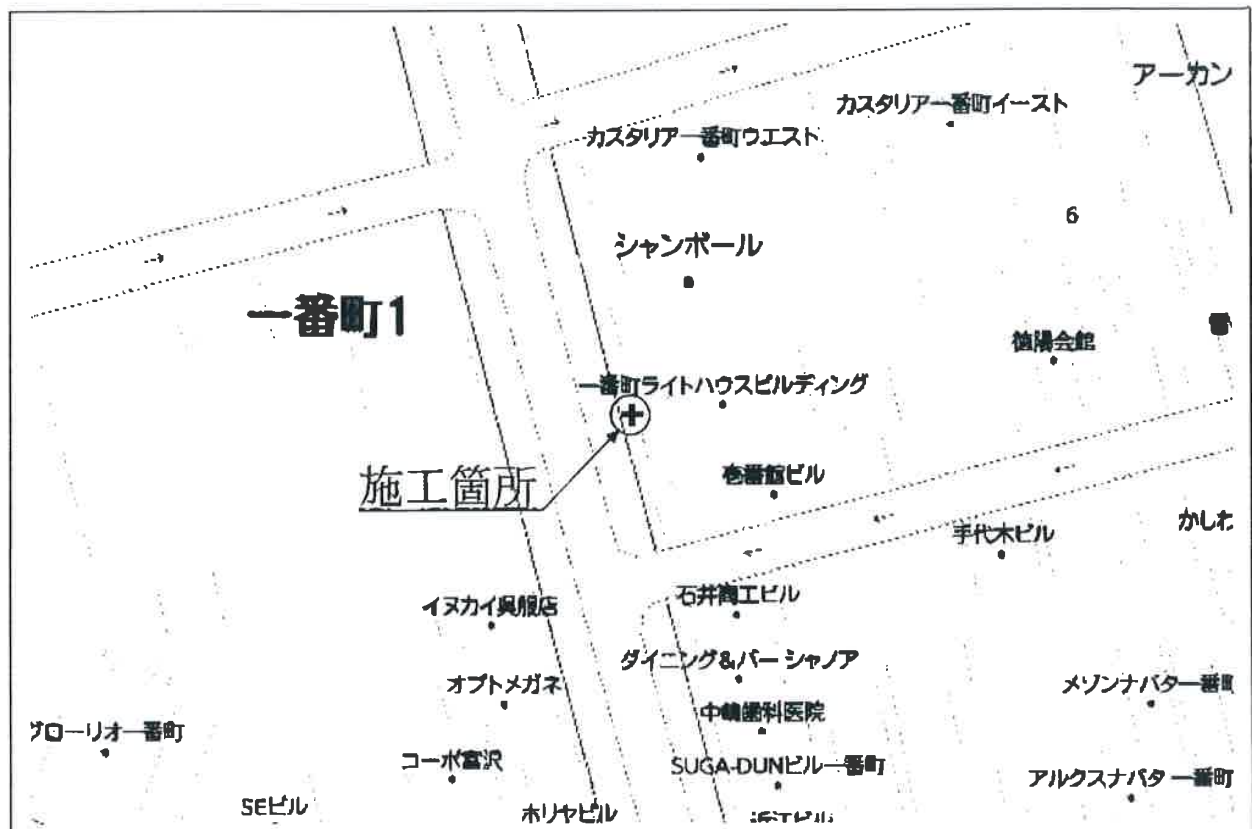 アーカン
カスタリア一番町イースト
カスタリア一番町ウエスト
6
シャンボール
一番町1
徳陽会館
一番町ライトハウスビルディング
施工箇所
壱番館ビル
かしわ
手代木ビル
石井商工ビル
イヌカイ呉服店
ダイニング&バー シャノア
オプトメガネ
メゾンナバタ一番町
中嶋歯科医院
グローリオ一番町
コーポ富沢
SUGA-DUNビル一番町
アルクスナバタ一番町
SEビル
ホリヤビル
近江ビル